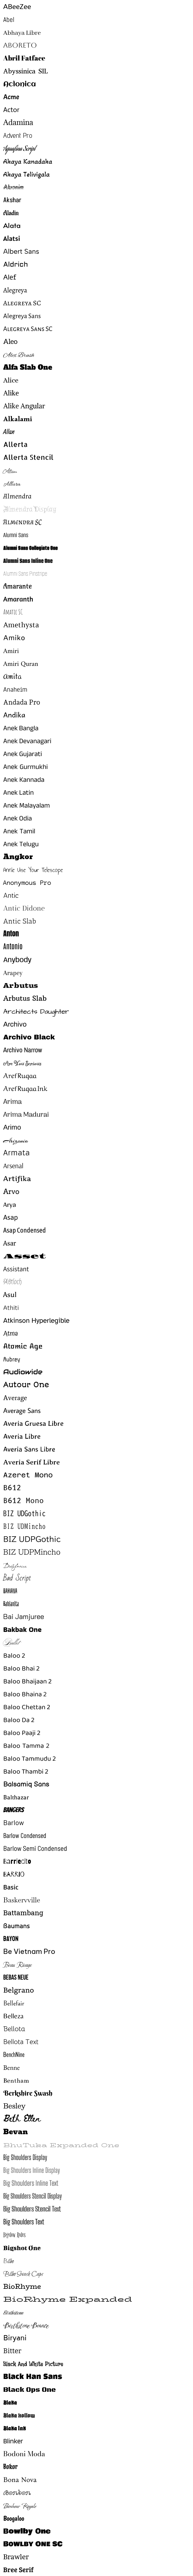 ABeeZee
Abel
Abhaya Libre
ABORETO
Abril Fatface
Abyssinica SIL
Aclonica
Acme
Actor
Adamina
Advent Pro
Aguafina Script
Akaya Kanadaka
Akaya Telivigala
Akronim
Akshar
Aladin
Alata
Alatsi
Albert Sans
Aldrich
Alef
Alegreya
Alegreya SC
Alegreya Sans
Alegreya Sans SC
Aleo
Alex Brush
Alfa Slab One
Alice
Alike
Alike Angular
Alkalami
Allan
Allerta
Allerta Stencil
Allison
Allura
Almendra
Almendra Display
Almendra SC
Alumni Sans
Alumni Sans Collegiate One
Alumni Sans Inline One
Alumni Sans Pinstripe
AMATIC SC
Amarante
Amaranth
Amethysta
Amiko
Amiri
Amiri Quran
Amita
Anaheim
Andada Pro
Andika
Anek Bangla
Anek Devanagari
Anek Gujarati
Anek Gurmukhi
Anek Kannada
Anek Latin
Anek Malayalam
Anek Odia
Anek Tamil
Anek Telugu
Angkor
Annie Use Your Telescope
Anonymous Pro
Antic
Antic Didone
Antic Slab
Anton
Antonio
Anybody
Arapey
Arbutus
Arbutus Slab
Architects Daughter
Archivo
Archivo Black
Archivo Narrow
Are You Serious
Aref Ruqaa
Aref Ruqaa Ink
Arima
Arima Madurai
Arimo
Arizonia
Armata
Arsenal
Artifika
Arvo
Arya
Asap
Asap Condensed
Asar
Asset
Assistant
Astloch
Asul
Athiti
Atkinson Hyperlegible
Atma
Atomic Age
Aubrey
Audiowide
Autour One
Average
Average Sans
Averia Gruesa Libre
Averia Libre
Averia Sans Libre
Averia Serif Libre
Azeret Mono
B612
B612 Mono
BIZ UDGothic
BIZ UDMincho
BIZ UDPGothic
BIZ UDPMincho
Babylonica
Bad Script
BAHIANA
Bahianita
Bai Jamjuree
Bakbak One
Ballet
Baloo 2
Baloo Bhai 2
Baloo Bhaijaan 2
Baloo Bhaina 2
Baloo Chettan 2
Baloo Da 2
Baloo Paaji 2
Baloo Tamma 2
Baloo Tammudu 2
Baloo Thambi 2
Balsamiq Sans
Balthazar
BANGERS
Barlow
Barlow Condensed
Barlow Semi Condensed
Barriecito
BARRIO
Basic
Baskervville
Battambang
Baumans
BAYON
Be Vietnam Pro
Beau Rivage
BEBAS NEUE
Belgrano
Bellefair
Belleza
Bellota
Bellota Text
BenchNine
Benne
Bentham
Berkshire Swash
Besley
Beth Ellen
Bevan
BhuTuka Expanded One
Big Shoulders Display
Big Shoulders Inline Display
Big Shoulders Inline Text
Big Shoulders Stencil Display
Big Shoulders Stencil Text
Big Shoulders Text
Bigelow Rules
Bigshot One
Bilbo
Bilbo Swash Caps
BioRhyme
BioRhyme Expanded
Birthstone
Birthstone Bounce
Biryani
Bitter
Black And White Picture
Black Han Sans
Black Ops One
Blaka
Blaka Hollow
Blaka Ink
Blinker
Bodoni Moda
Bokor
Bona Nova
Bonbon
Bonheur Royale
Boogaloo
Bowlby One
Bowlby One SC
Brawler
Bree Serif